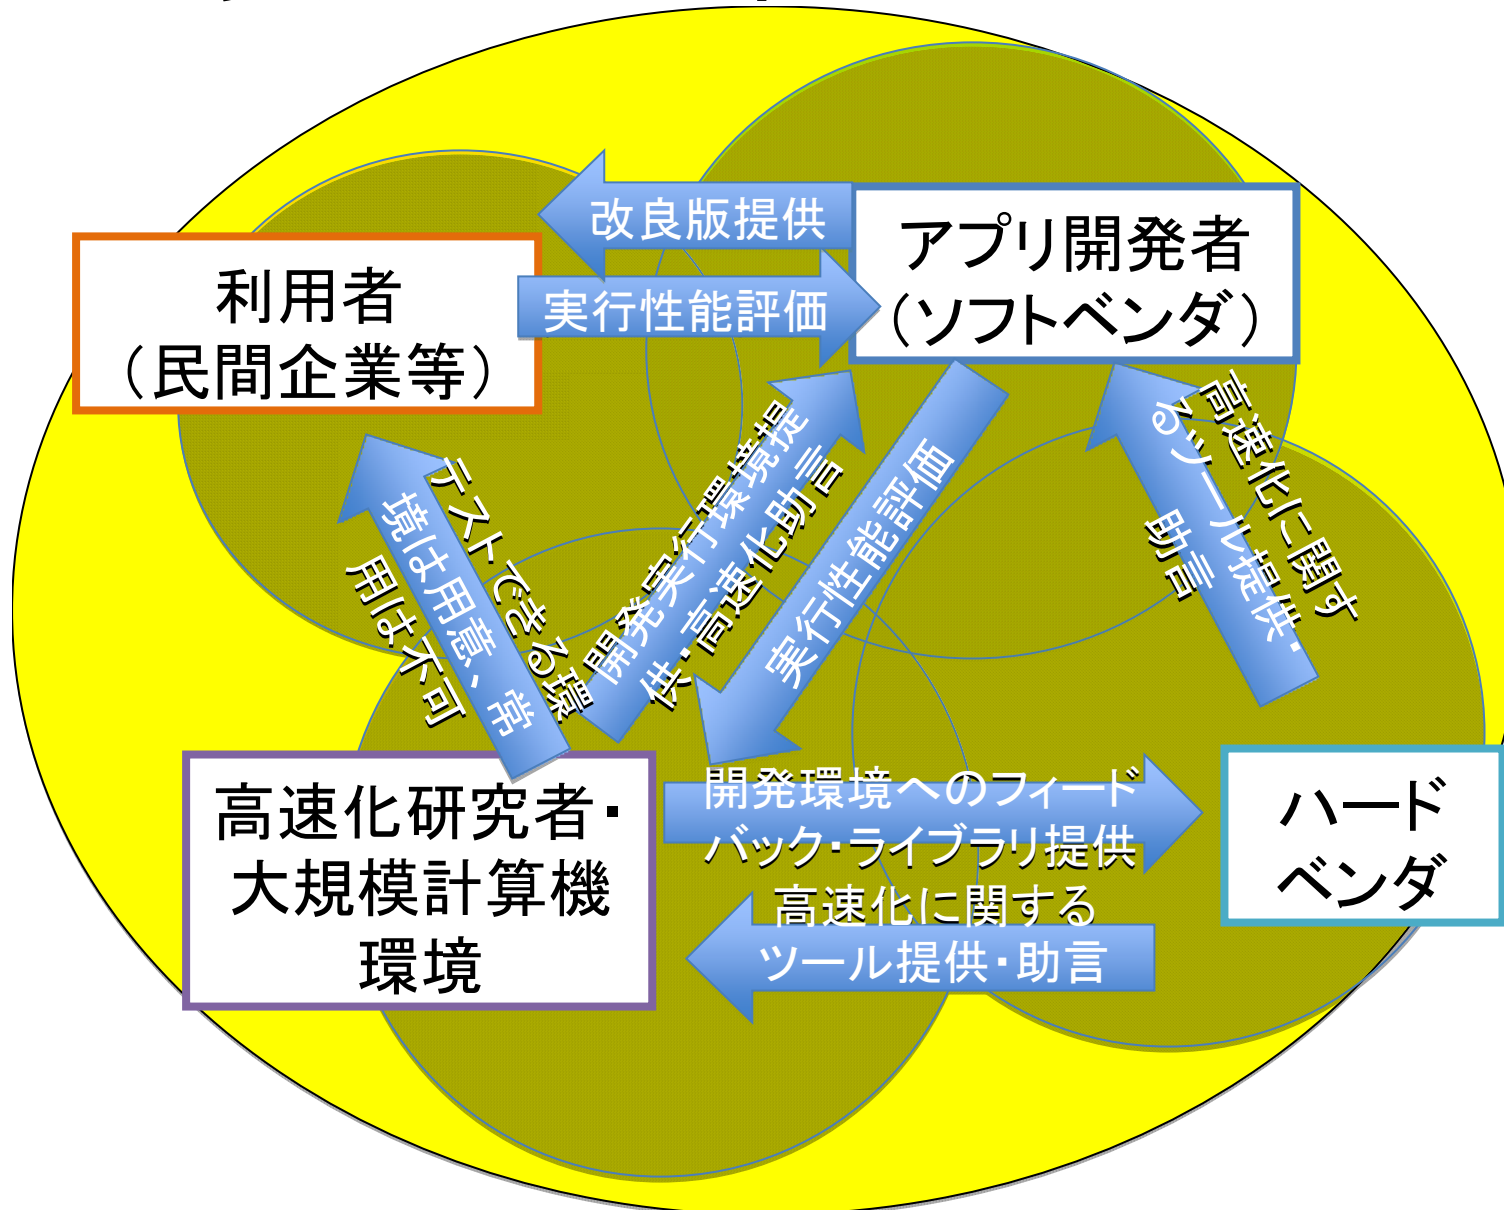 改良版提供
アプリ開発者
（ソフトベンダ）
利用者
（民間企業等）
実行性能評価
テストできる環
境は用意、常
用は不可
開発実行環境提
供・高速化助言
実行性能評価
高速化に関す
るツール提供・
助言
高速化研究者・
大規模計算機
環境
開発環境へのフィード
バック・ライブラリ提供
高速化に関する
ツール提供・助言
ハード
ベンダ